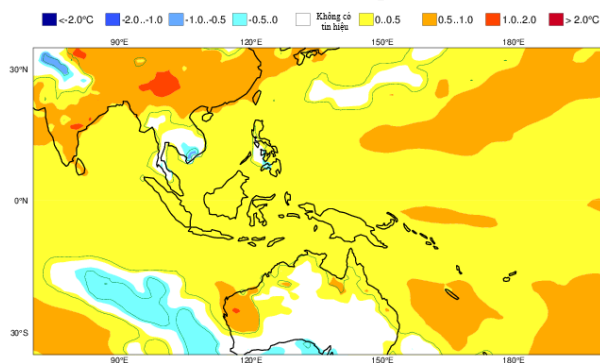 <-2.0°C -2.0..-1.0 -1.0..-0.5 -0.5..0 Không có tín hiệu 0..0.5 0.5..1.0 1.0..2.0 > 2.0°C
90°E 120°E 150°E 180°E
30°N
0°N
30°S
90°E 120°E 150°E 180°E